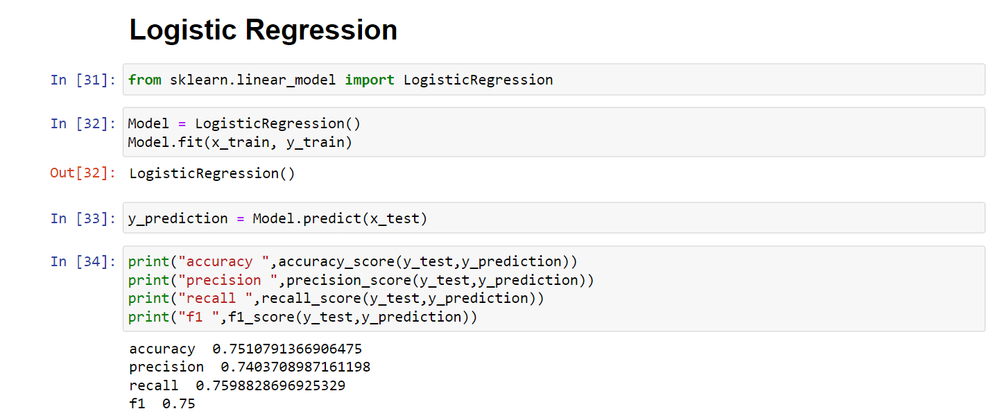 Logistic Regression
In [31]: from sklearn.linear_model import LogisticRegression
In [32]: Model = LogisticRegression()
Model.fit(x_train, y_train)
Out[32]: LogisticRegression()
In [33]: y_prediction = Model.predict(x_test)
In [34]: print("accuracy ",accuracy_score(y_test,y_prediction))
print("precision ",precision_score(y_test,y_prediction))
print("recall ",recall_score(y_test,y_prediction))
print("f1 ",f1_score(y_test,y_prediction))
accuracy  0.7510791366906475
precision  0.7403708987161198
recall  0.7598828696925329
f1  0.75